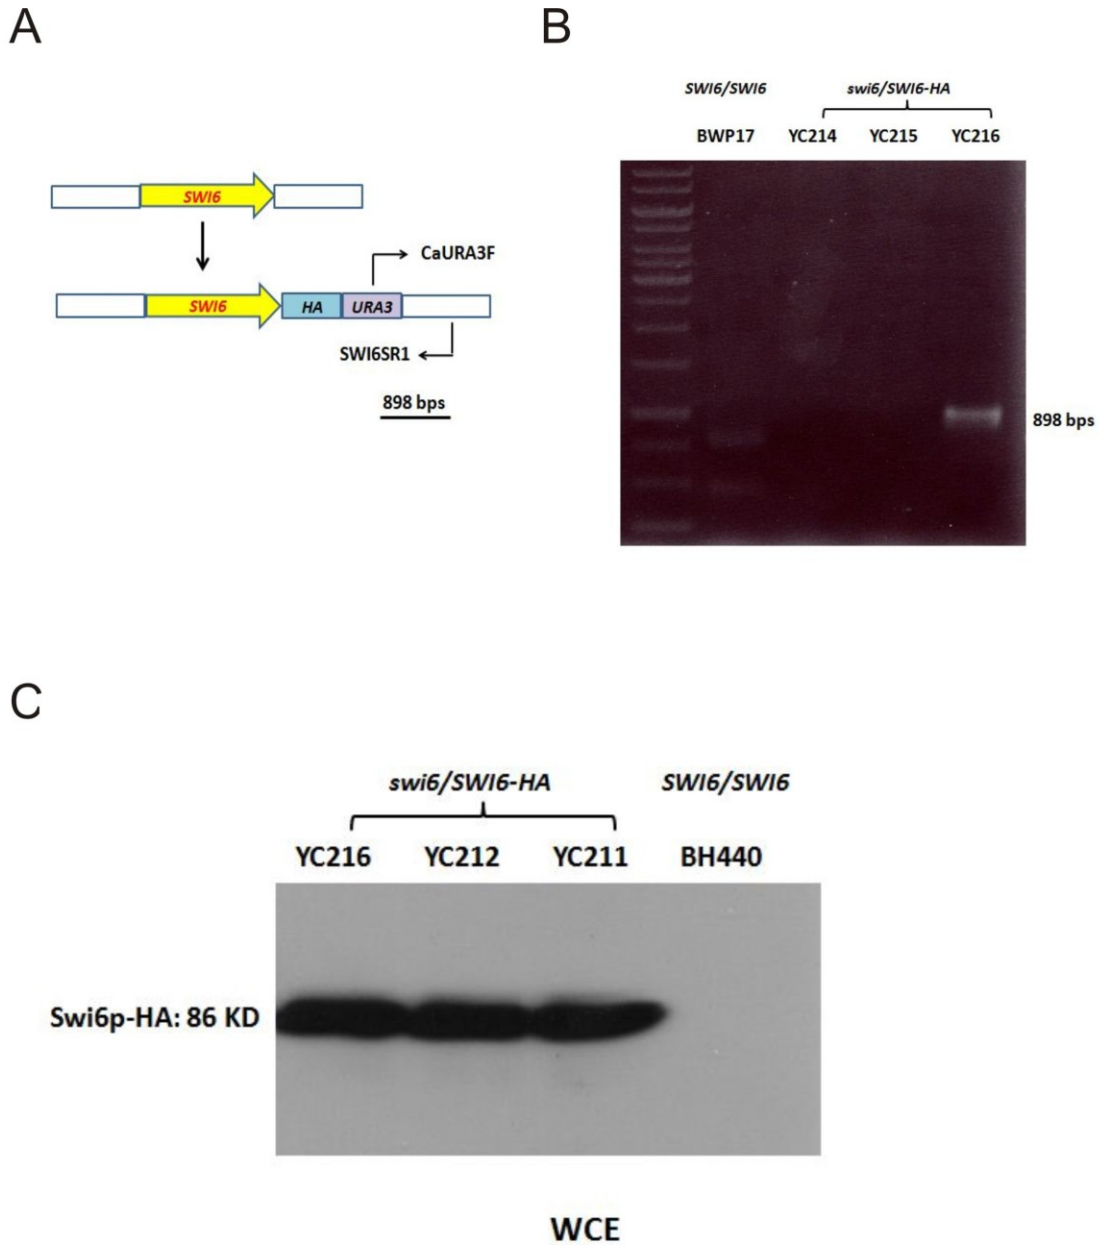 A
SWI6
CaURA3F
SWI6 HA URA3
SWI6SR1
898 bps
B
SWI6/SWI6 swi6/SWI6-HA
BWP17 YC214 YC215 YC216
898 bps
C
swi6/SWI6-HA SWI6/SWI6
YC216 YC212 YC211 BH440
Swi6p-HA: 86 KD
WCE